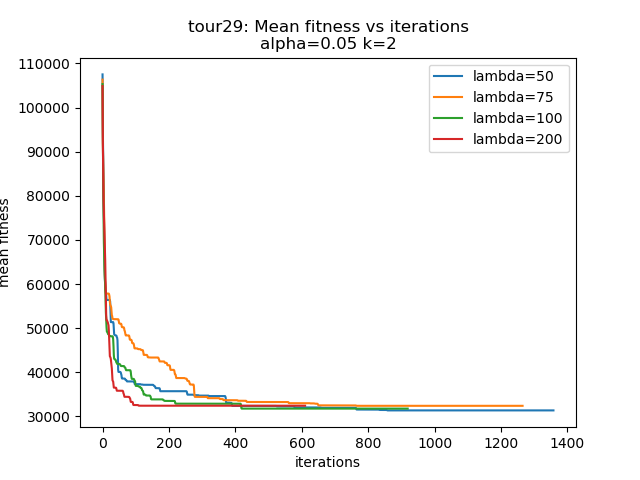 tour29: Mean fitness vs iterations
alpha=0.05 k=2
lambda=50
lambda=75
lambda=100
lambda=200
mean fitness
110000
100000
90000
80000
70000
60000
50000
40000
30000
0 200 400 600 800 1000 1200 1400
iterations